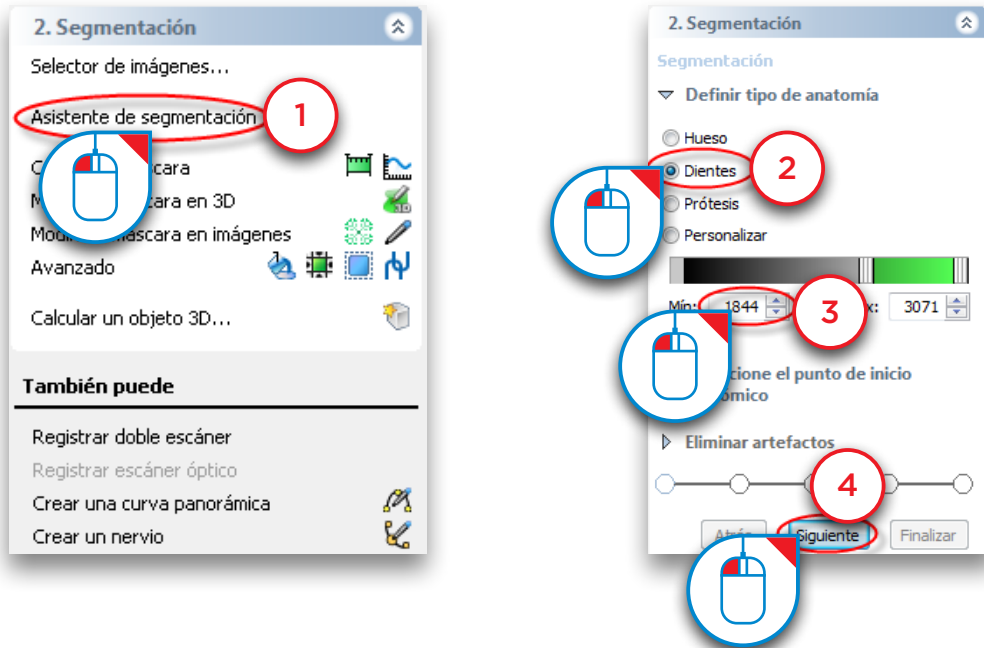 2. Segmentación
Selector de imágenes...
Asistente de segmentación
1
C cara
M cara en 3D
Modi máscara en imágenes
Avanzado
Calcular un objeto 3D...
También puede
Registrar doble escáner
Registrar escáner óptico
Crear una curva panorámica
Crear un nervio
2. Segmentación
Segmentación
Definir tipo de anatomía
Hueso
Dientes
2
Prótesis
Personalizar
Mín: 1844
3
x: 3071
cione el punto de inicio
ómico
Eliminar artefactos
4
Atrás
Siguiente
Finalizar